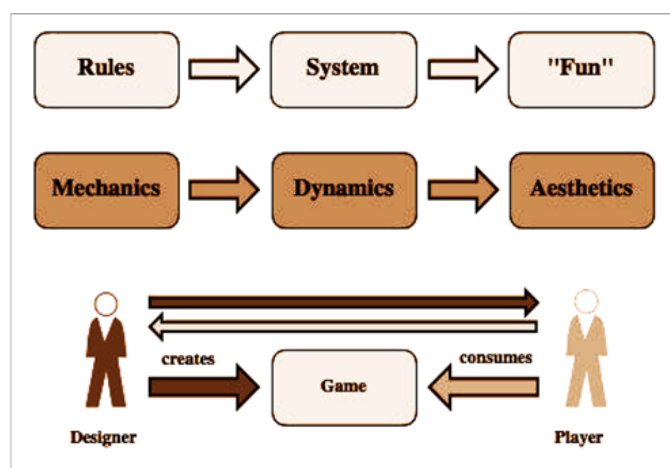 Rules
System
"Fun"
Mechanics
Dynamics
Aesthetics
creates
consumes
Game
Designer
Player